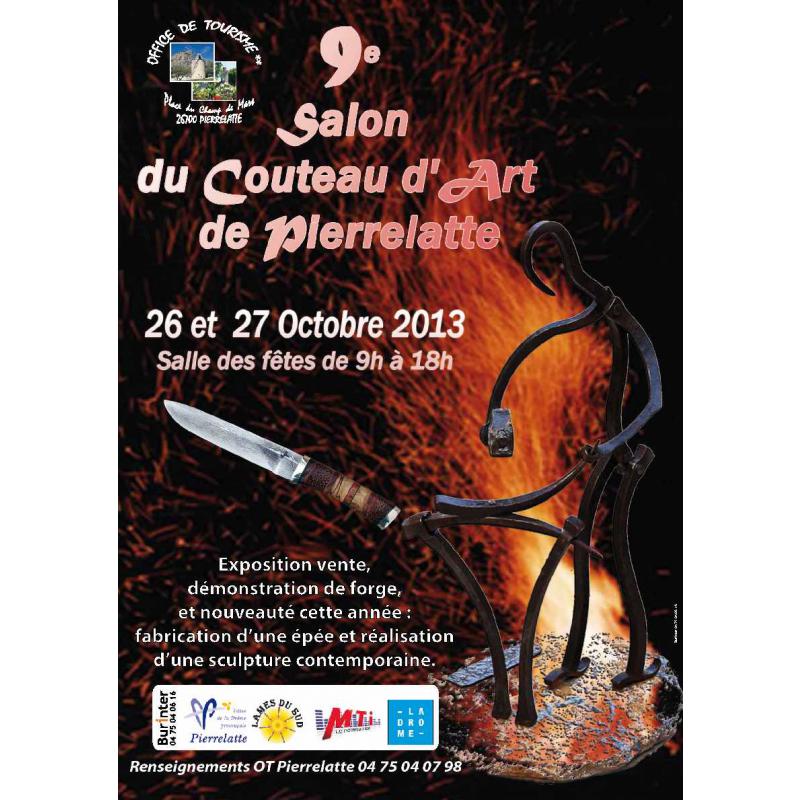 OFFICE DE TOURISME **
Place du Champ de Mars
26700 PIERRELATTE
9e
Salon
du Couteau d'Art
de Pierrelatte
26 et 27 Octobre 2013
Salle des fêtes de 9h à 18h
Exposition vente,
démonstration de forge,
et nouveauté cette année :
fabrication d'une épée et réalisation
d'une sculpture contemporaine.
Burinter
04 75 04 06 16
Pierrelatte
LAMES DU SUD
MTi
- LA
DRO
ME -
Renseignements OT Pierrelatte 04 75 04 07 98